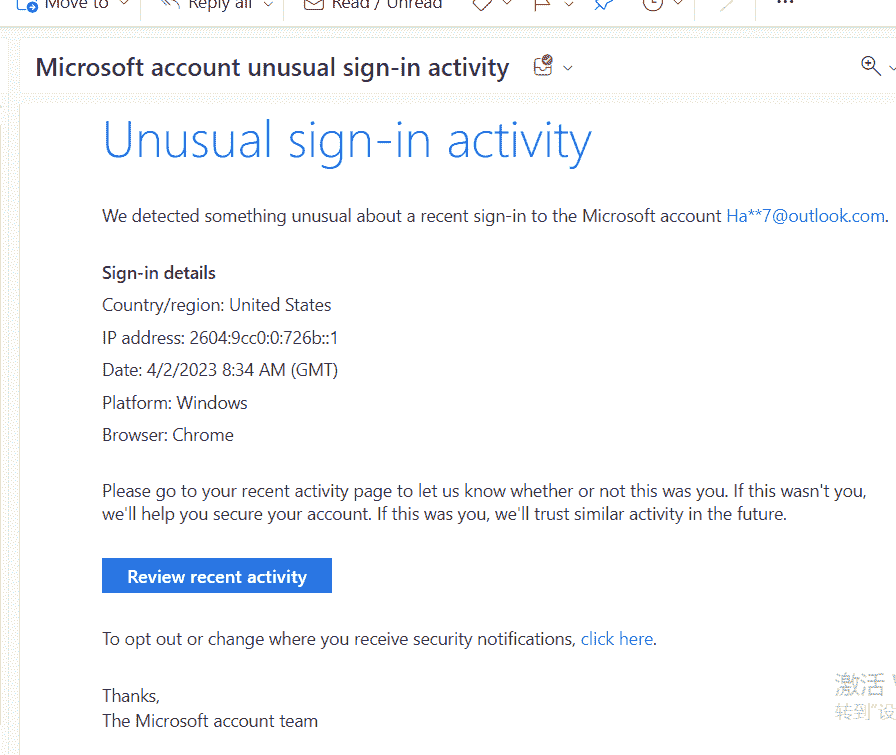 Move to Reply all Read / Unread
Microsoft account unusual sign-in activity
Unusual sign-in activity
We detected something unusual about a recent sign-in to the Microsoft account Ha**7@outlook.com.
Sign-in details
Country/region: United States
IP address: 2604:9cc0:0:726b::1
Date: 4/2/2023 8:34 AM (GMT)
Platform: Windows
Browser: Chrome
Please go to your recent activity page to let us know whether or not this was you. If this wasn't you,
we'll help you secure your account. If this was you, we'll trust similar activity in the future.
Review recent activity
To opt out or change where you receive security notifications, click here.
Thanks,
The Microsoft account team
激活
转到"设